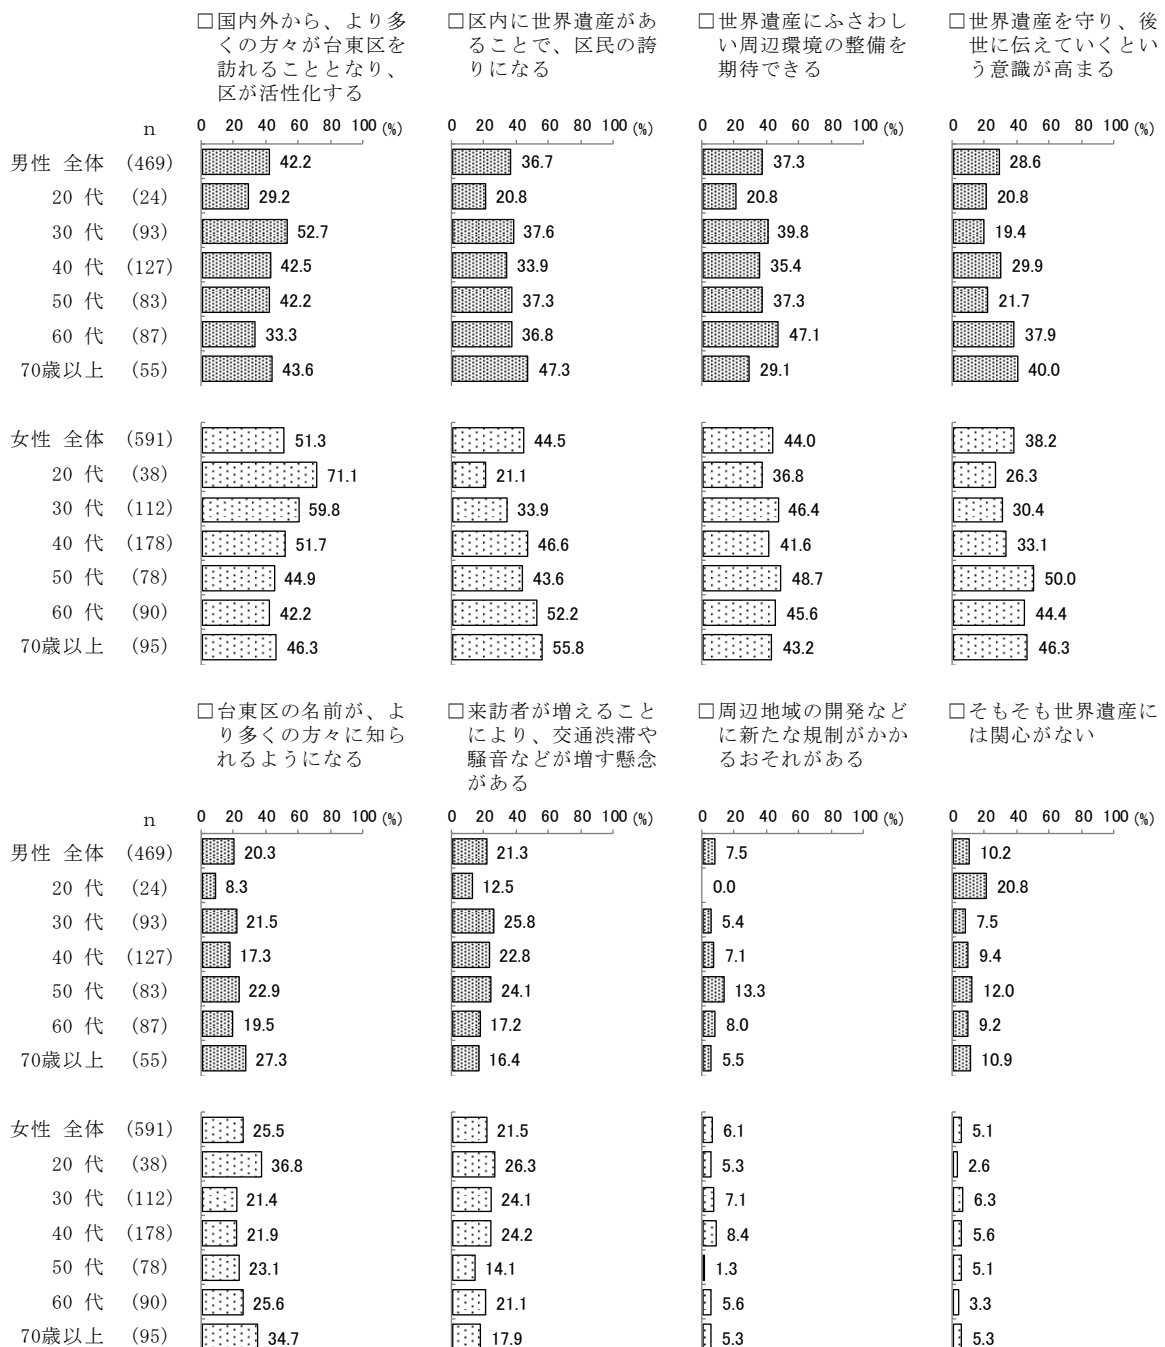 □国内外から、より多
くの方々が台東区を
訪れることとなり、
区が活性化する
□区内に世界遺産があ
ることで、区民の誇
りになる
□世界遺産にふさわし
い周辺環境の整備を
期待できる
□世界遺産を守り、後
世に伝えていくとい
う意識が高まる
n 0 20 40 60 80 100 (%) 0 20 40 60 80 100 (%) 0 20 40 60 80 100 (%) 0 20 40 60 80 100 (%)
男性 全体 (469) 42.2 36.7 37.3 28.6
20 代 (24) 29.2 20.8 20.8 20.8
30 代 (93) 52.7 37.6 39.8 19.4
40 代 (127) 42.5 33.9 35.4 29.9
50 代 (83) 42.2 37.3 37.3 21.7
60 代 (87) 33.3 36.8 47.1 37.9
70歳以上 (55) 43.6 47.3 29.1 40.0
女性 全体 (591) 51.3 44.5 44.0 38.2
20 代 (38) 71.1 21.1 36.8 26.3
30 代 (112) 59.8 33.9 46.4 30.4
40 代 (178) 51.7 46.6 41.6 33.1
50 代 (78) 44.9 43.6 48.7 50.0
60 代 (90) 42.2 52.2 45.6 44.4
70歳以上 (95) 46.3 55.8 43.2 46.3
□台東区の名前が、よ
り多くの方々に知ら
れるようになる
□来訪者が増えること
により、交通渋滞や
騒音などが増す懸念
がある
□周辺地域の開発など
に新たな規制がかか
るおそれがある
□そもそも世界遺産に
は関心がない
n 0 20 40 60 80 100 (%) 0 20 40 60 80 100 (%) 0 20 40 60 80 100 (%) 0 20 40 60 80 100 (%)
男性 全体 (469) 20.3 21.3 7.5 10.2
20 代 (24) 8.3 12.5 0.0 20.8
30 代 (93) 21.5 25.8 5.4 7.5
40 代 (127) 17.3 22.8 7.1 9.4
50 代 (83) 22.9 24.1 13.3 12.0
60 代 (87) 19.5 17.2 8.0 9.2
70歳以上 (55) 27.3 16.4 5.5 10.9
女性 全体 (591) 25.5 21.5 6.1 5.1
20 代 (38) 36.8 26.3 5.3 2.6
30 代 (112) 21.4 24.1 7.1 6.3
40 代 (178) 21.9 24.2 8.4 5.6
50 代 (78) 23.1 14.1 1.3 5.1
60 代 (90) 25.6 21.1 5.6 3.3
70歳以上 (95) 34.7 17.9 5.3 5.3